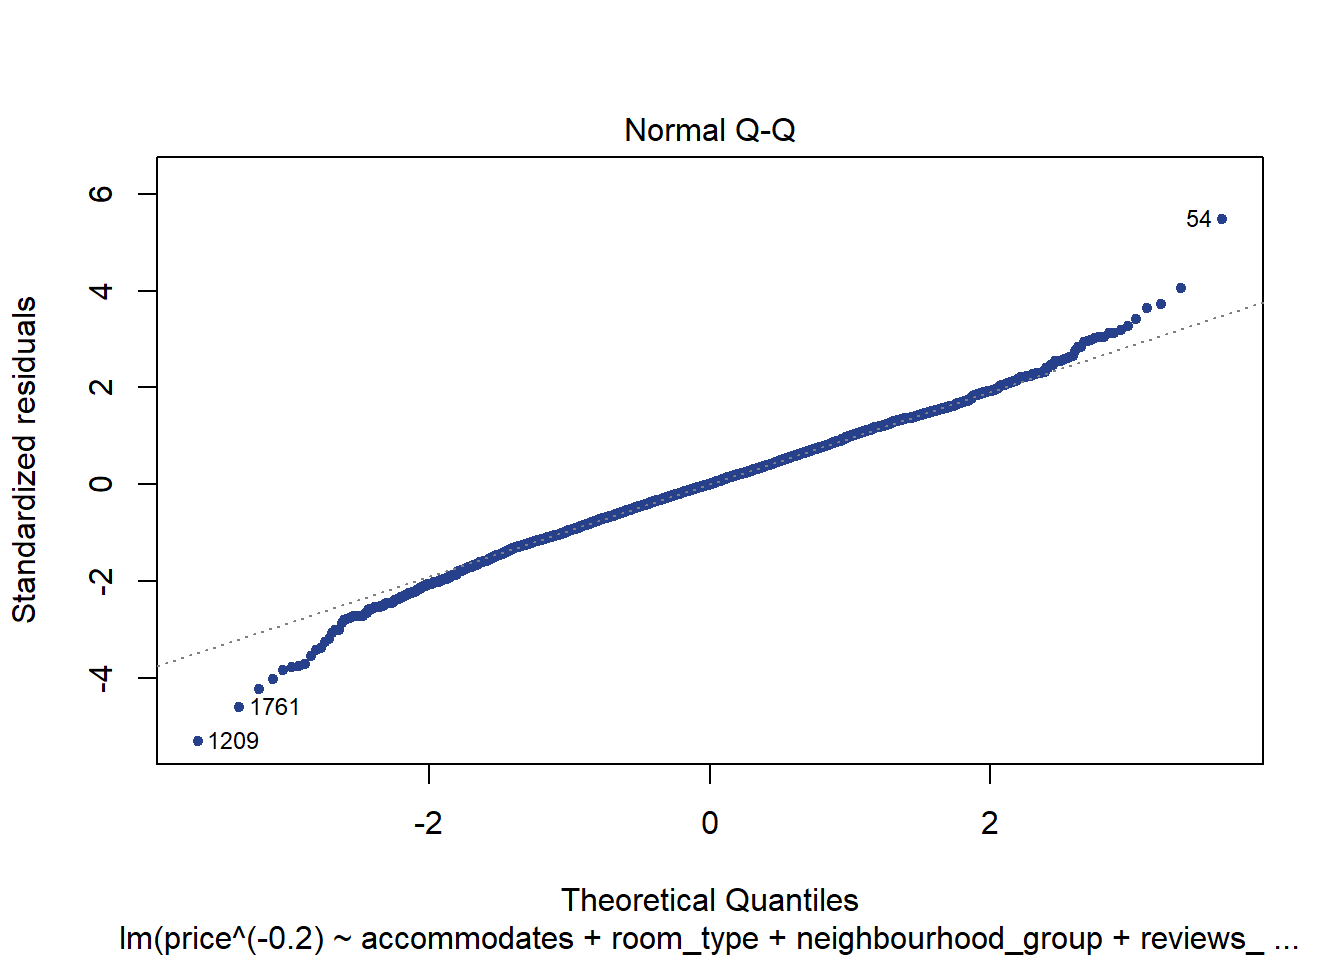 Normal Q-Q
Standardized residuals
6
4
2
0
-2
-4
54
1761
1209
-2 0 2
Theoretical Quantiles
lm(price^(-0.2) ~ accommodates + room_type + neighbourhood_group + reviews_ ...